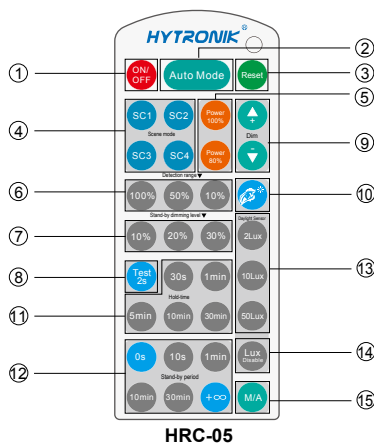 HYTRONIK®
② 
① ON/OFF Auto Mode Reset ③
⑤
④ SC1 SC2 Power 100%
Scene mode
SC3 SC4 Power 80%
+
Dim
-
⑨
Detection range▼
⑥ 100% 50% 10% ⑩
Stand-by dimming level▼
Daylight Sensor
⑦ 10% 20% 30% 2Lux
⑧ Test 2s 30s 1min 10Lux ⑬
Hold-time
⑪ 5min 10min 30min 50Lux
⑫ 0s 10s 1min Lux Disable ⑭
Stand-by period
10min 30min +∞ M/A ⑮
HRC-05